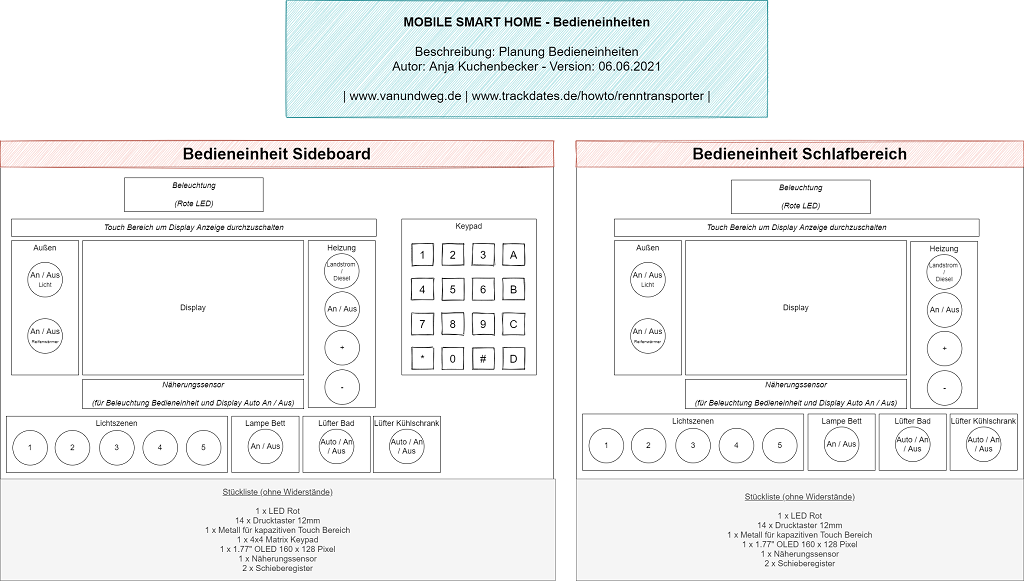 MOBILE SMART HOME - Bedieneinheiten
Beschreibung: Planung Bedieneinheiten
Autor: Anja Kuchenbecker - Version: 06.06.2021
| www.vanundweg.de | www.trackdates.de/howto/renntransporter |
Bedieneinheit Sideboard
Beleuchtung
(Rote LED)
Touch Bereich um Display Anzeige durchzuschalten
Außen
An / Aus
Licht
An / Aus
Reifenwärmer
Display
Heizung
Landstrom
/
Diesel
An / Aus
+
-
Keypad
1 2 3 A
4 5 6 B
7 8 9 C
* 0 # D
Näherungssensor
(für Beleuchtung Bedieneinheit und Display Auto An / Aus)
Lichtszenen
1 2 3 4 5
Lampe Bett
An / Aus
Lüfter Bad
Auto / An
/ Aus
Lüfter Kühlschrank
Auto / An
/ Aus
Stückliste (ohne Widerstände)
1 x LED Rot
14 x Drucktaster 12mm
1 x Metall für kapazitiven Touch Bereich
1 x 4x4 Matrix Keypad
1 x 1.77" OLED 160 x 128 Pixel
1 x Näherungssensor
2 x Schieberegister
Bedieneinheit Schlafbereich
Beleuchtung
(Rote LED)
Touch Bereich um Display Anzeige durchzuschalten
Außen
An / Aus
Licht
An / Aus
Reifenwärmer
Display
Heizung
Landstrom
/
Diesel
An / Aus
+
-
Näherungssensor
(für Beleuchtung Bedieneinheit und Display Auto An / Aus)
Lichtszenen
1 2 3 4 5
Lampe Bett
An / Aus
Lüfter Bad
Auto / An
/ Aus
Lüfter Kühlschrank
Auto / An
/ Aus
Stückliste (ohne Widerstände)
1 x LED Rot
14 x Drucktaster 12mm
1 x Metall für kapazitiven Touch Bereich
1 x 1.77" OLED 160 x 128 Pixel
1 x Näherungssensor
2 x Schieberegister